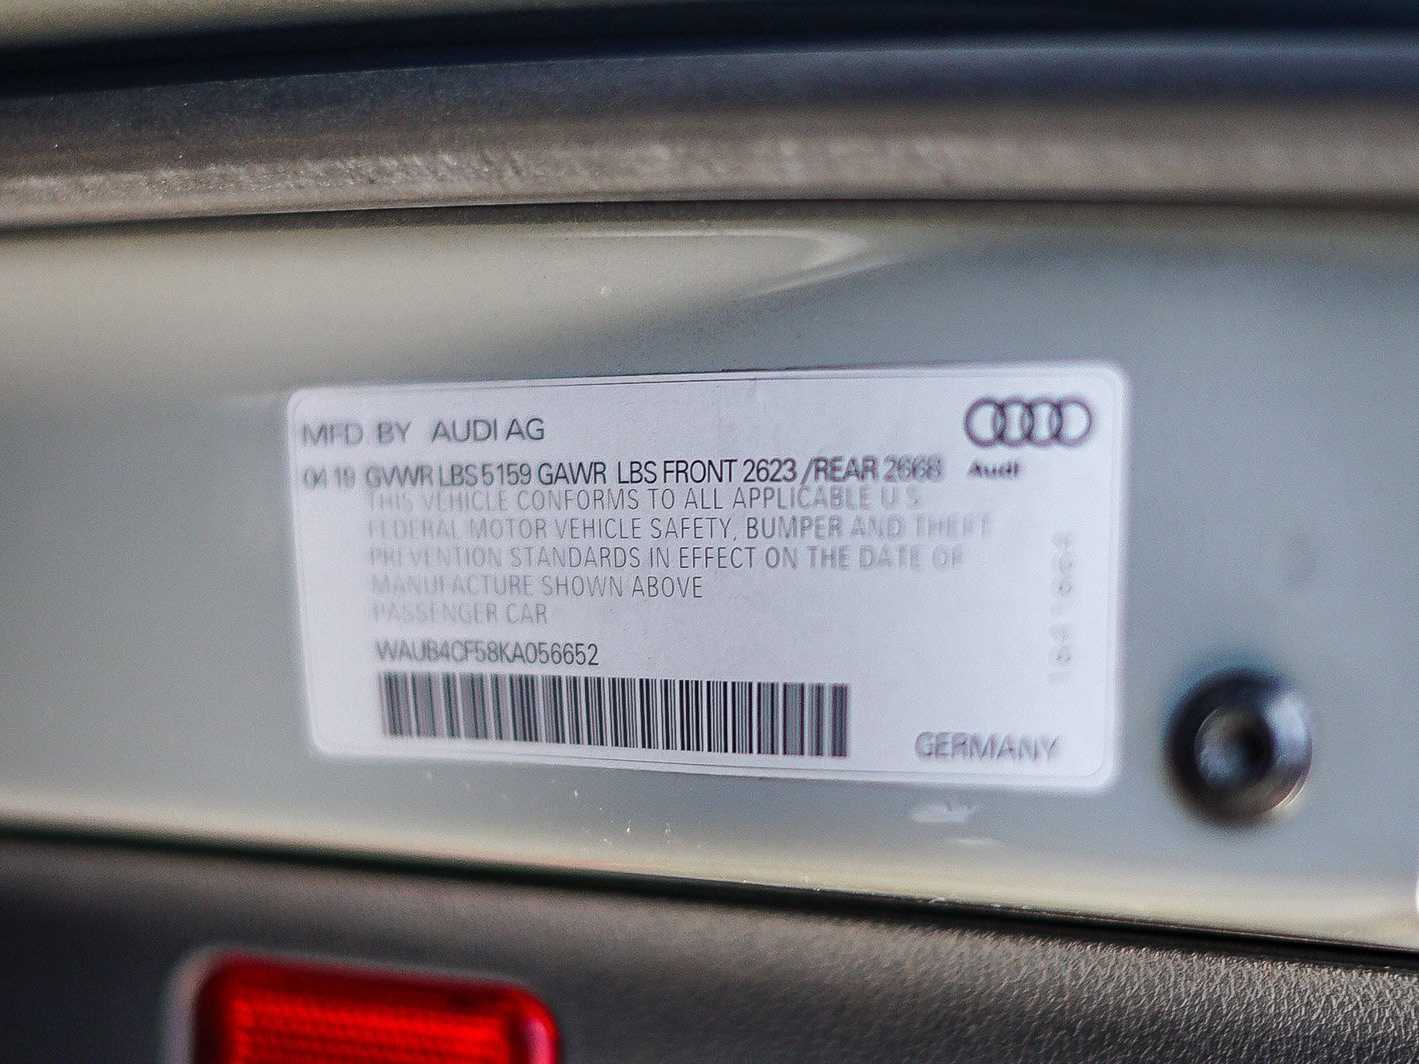 MFD. BY AUDI AG
04 19 GVWR LBS 5159 GAWR LBS FRONT 2623 /REAR 2668
Audi
THIS VEHICLE CONFORMS TO ALL APPLICABLE U S
FEDERAL MOTOR VEHICLE SAFETY, BUMPER AND THEFT
PREVENTION STANDARDS IN EFFECT ON THE DATE OF
MANUFACTURE SHOWN ABOVE
PASSENGER CAR
WAUB4CF58KA056652
GERMANY